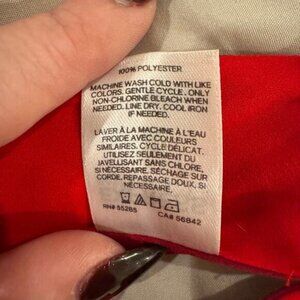 100% POLYESTER
MACHINE WASH COLD WITH LIKE
COLORS. GENTLE CYCLE. ONLY
NON-CHLORINE BLEACH WHEN
NEEDED. LINE DRY. COOL IRON
IF NEEDED.
LAVER À LA MACHINE À L'EAU
FROIDE AVEC COULEURS
SIMILAIRES. CYCLE DÉLICAT.
UTILISEZ SEULEMENT DU
JAVELLISANT SANS CHLORE,
SI NÉCESSAIRE. SÉCHAGE SUR
CORDE. REPASSAGE DOUX, SI
NÉCESSAIRE.
RN# 55285 CA# 56842